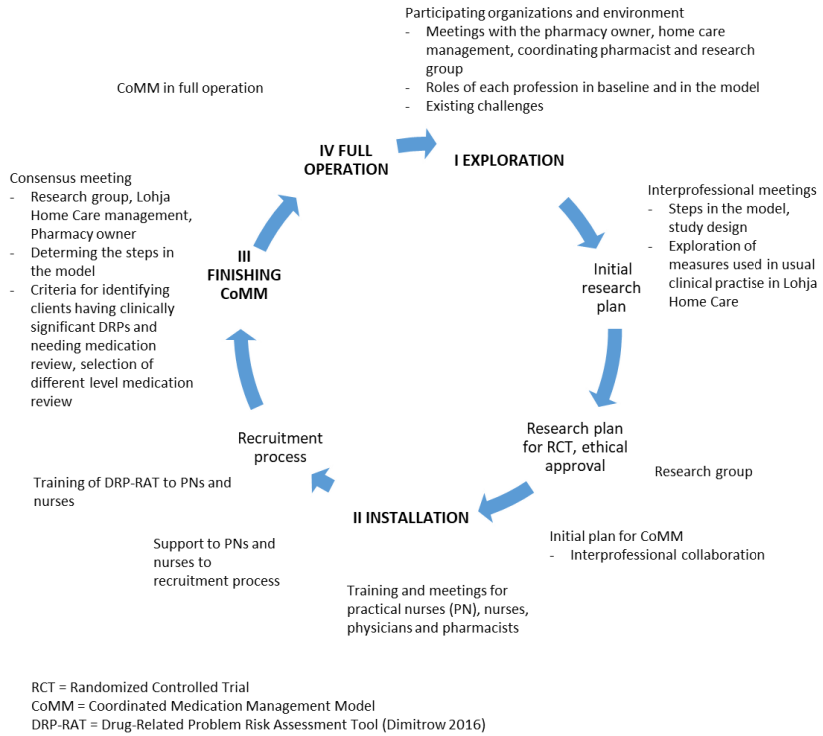 Participating organizations and environment
- Meetings with the pharmacy owner, home care
management, coordinating pharmacist and research
group
- Roles of each profession in baseline and in the model
- Existing challenges
CoMM in full operation
IV FULL
OPERATION
I EXPLORATION
Interprofessional meetings
- Steps in the model,
study design
- Exploration of
measures used in usual
clinical practise in Lohja
Home Care
Initial
research
plan
Research plan
for RCT, ethical
approval
Research group
Initial plan for CoMM
- Interprofessional collaboration
II INSTALLATION
Training and meetings for
practical nurses (PN), nurses,
physicians and pharmacists
Support to PNs and
nurses to
recruitment process
Recruitment
process
Training of DRP-RAT to PNs and
nurses
III
FINISHING
CoMM
Consensus meeting
- Research group, Lohja
Home Care management,
Pharmacy owner
- Determing the steps in
the model
- Criteria for identifying
clients having clinically
significant DRPs and
needing medication
review, selection of
different level medication
review
RCT = Randomized Controlled Trial
CoMM = Coordinated Medication Management Model
DRP-RAT = Drug-Related Problem Risk Assessment Tool (Dimitrow 2016)